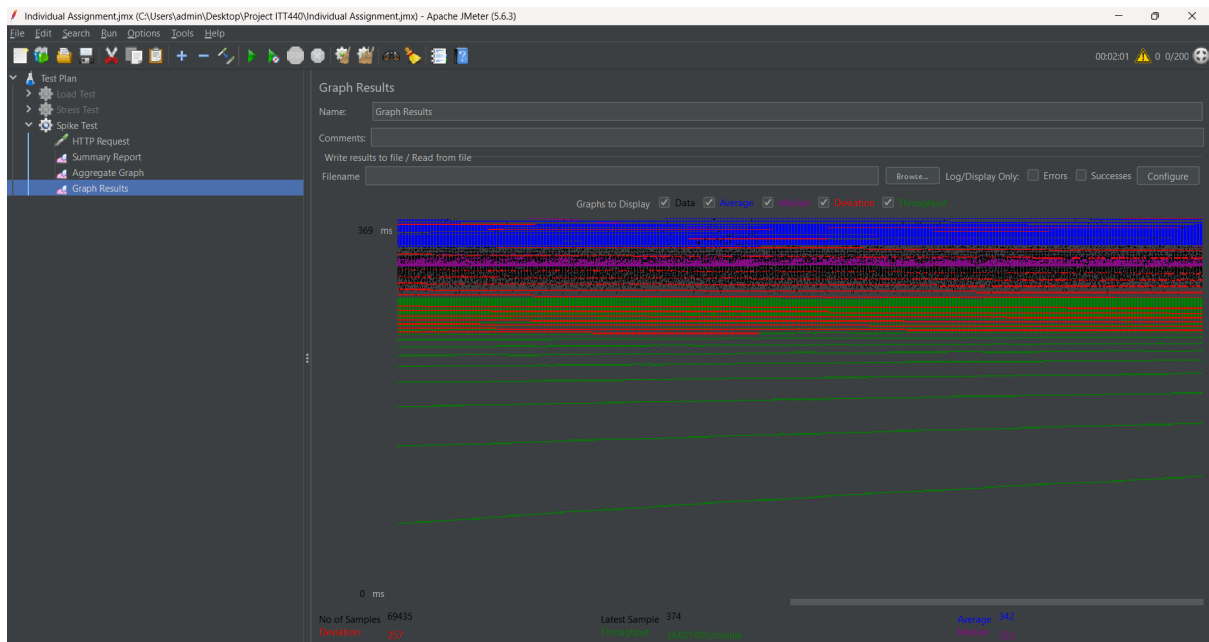 Individual Assignment.jmx (C:\Users\admin\Desktop\Project ITT440\Individual Assignment.jmx) - Apache JMeter (5.6.3)
File Edit Search Run Options Tools Help
00:02:01 0 0/200
Test Plan
Load Test
Stress Test
Spike Test
HTTP Request
Summary Report
Aggregate Graph
Graph Results
Graph Results
Name: Graph Results
Comments:
Write results to file / Read from file
Filename Browse... Log/Display Only: Errors Successes Configure
Graphs to Display Data Average Median Deviation Throughput
369 ms
0 ms
No of Samples 69435 Latest Sample 374 Average 342
Deviation 257 Throughput